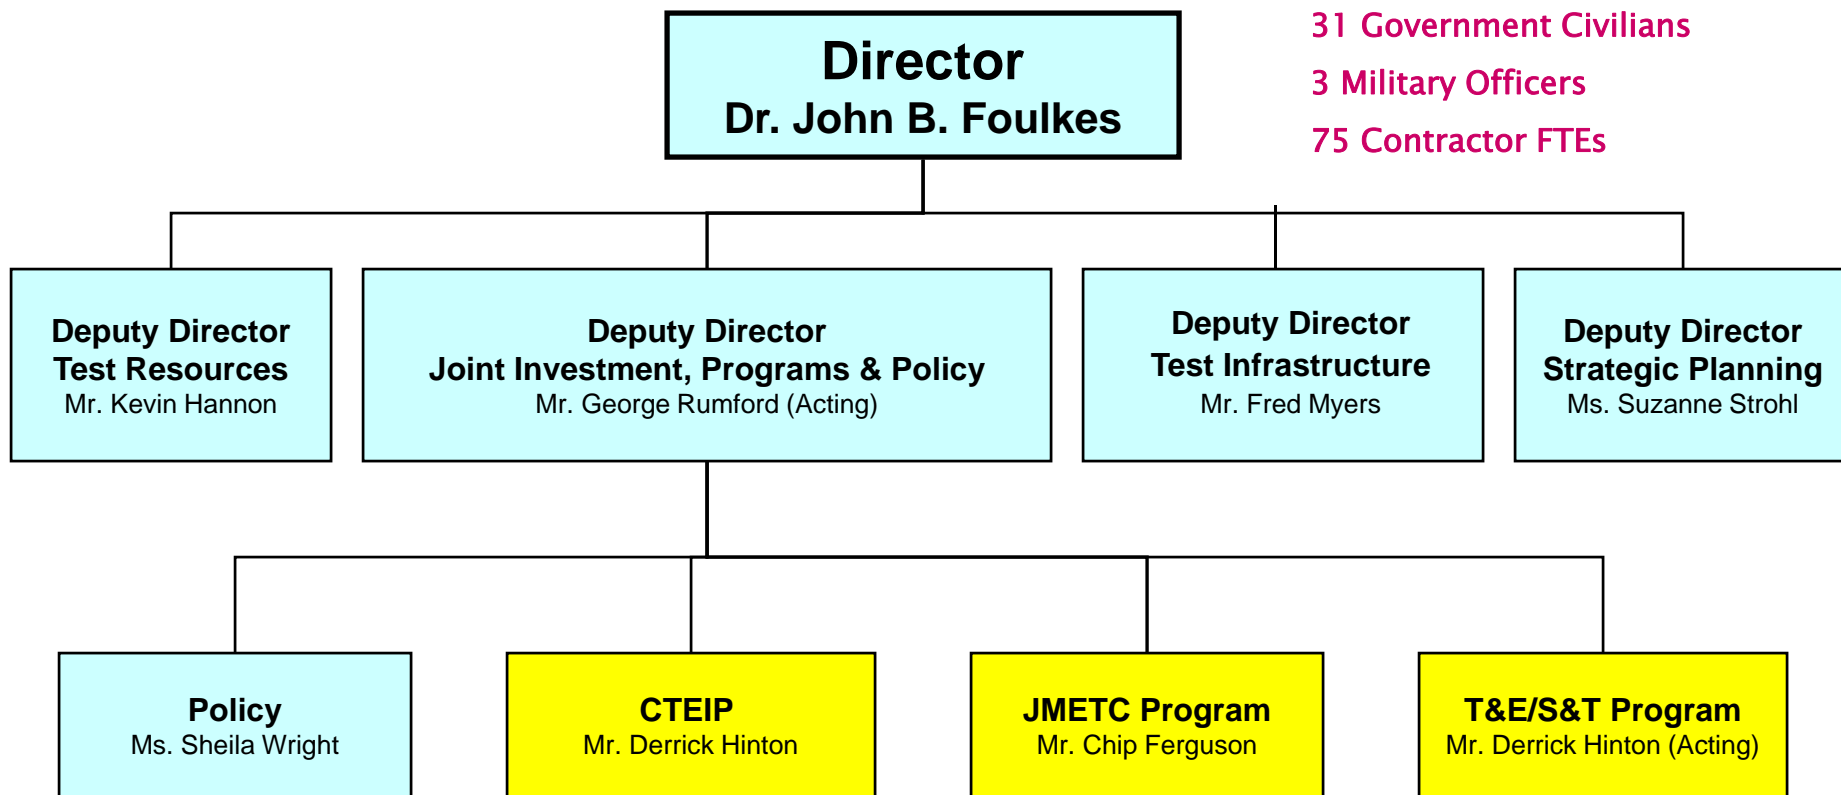 Director
Dr. John B. Foulkes
31 Government Civilians
3 Military Officers
75 Contractor FTEs
Deputy Director
Test Resources
Mr. Kevin Hannon
Deputy Director
Joint Investment, Programs & Policy
Mr. George Rumford (Acting)
Deputy Director
Test Infrastructure
Mr. Fred Myers
Deputy Director
Strategic Planning
Ms. Suzanne Strohl
Policy
Ms. Sheila Wright
CTEIP
Mr. Derrick Hinton
JMETC Program
Mr. Chip Ferguson
T&E/S&T Program
Mr. Derrick Hinton (Acting)